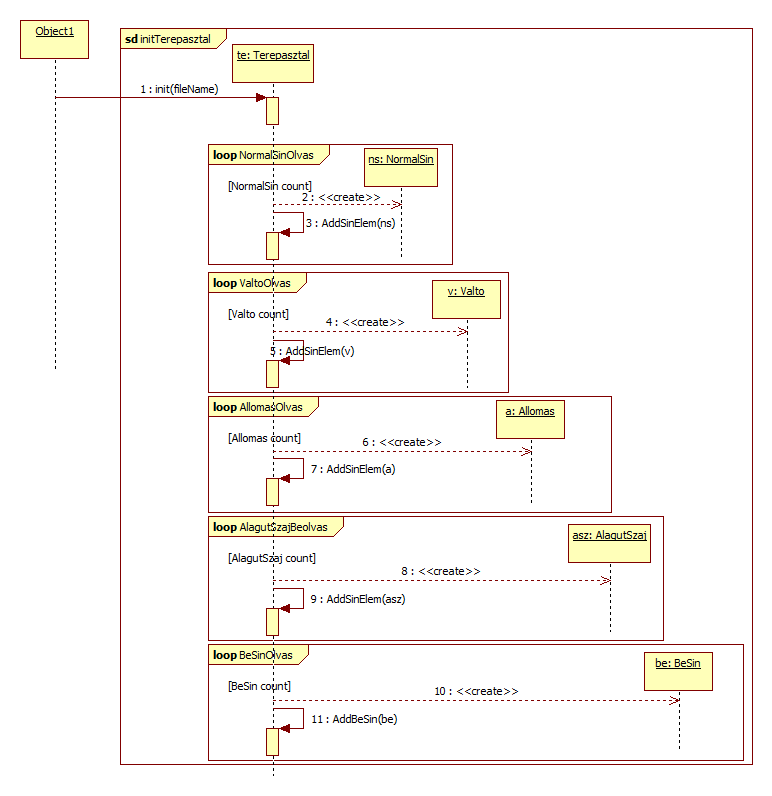 Object1
sd initTerepasztal
te: Terepasztal
1 : init(fileName)
loop NormalSinOlvas
ns: NormalSin
[NormalSin count]
2 : <<create>>
3 : AddSinElem(ns)
loop ValtoOlvas
v: Valto
[Valto count]
4 : <<create>>
5 : AddSinElem(v)
loop AllomasOlvas
a: Allomas
[Allomas count]
6 : <<create>>
7 : AddSinElem(a)
loop AlagutSzajBeolvas
asz: AlagutSzaj
[AlagutSzaj count]
8 : <<create>>
9 : AddSinElem(asz)
loop BeSinOlvas
be: BeSin
[BeSin count]
10 : <<create>>
11 : AddBeSin(be)